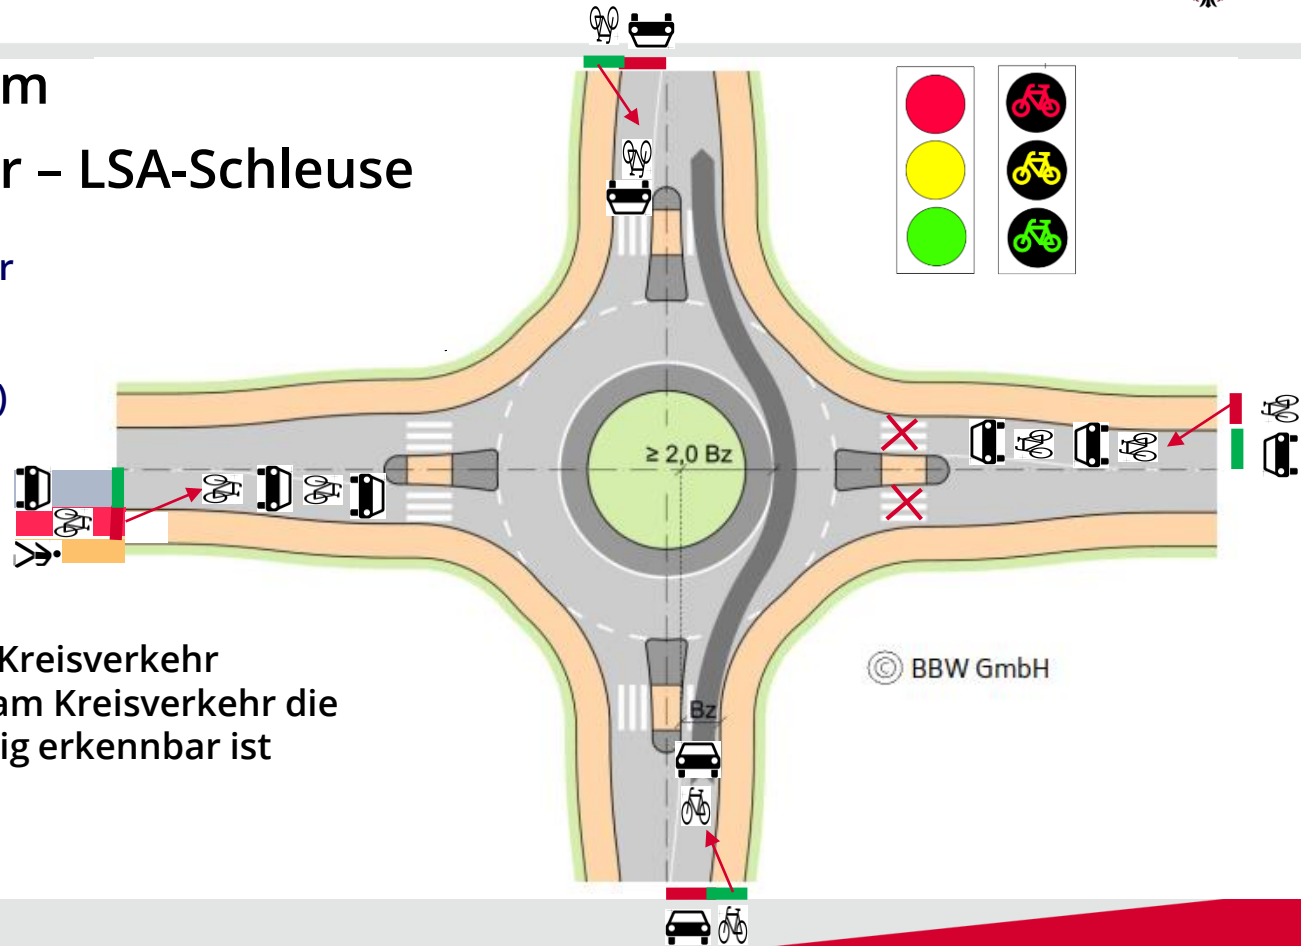 m
r – LSA-Schleuse
r
)
≥ 2,0 Bz
Kreisverkehr
am Kreisverkehr die
ig erkennbar ist
© BBW GmbH
Bz